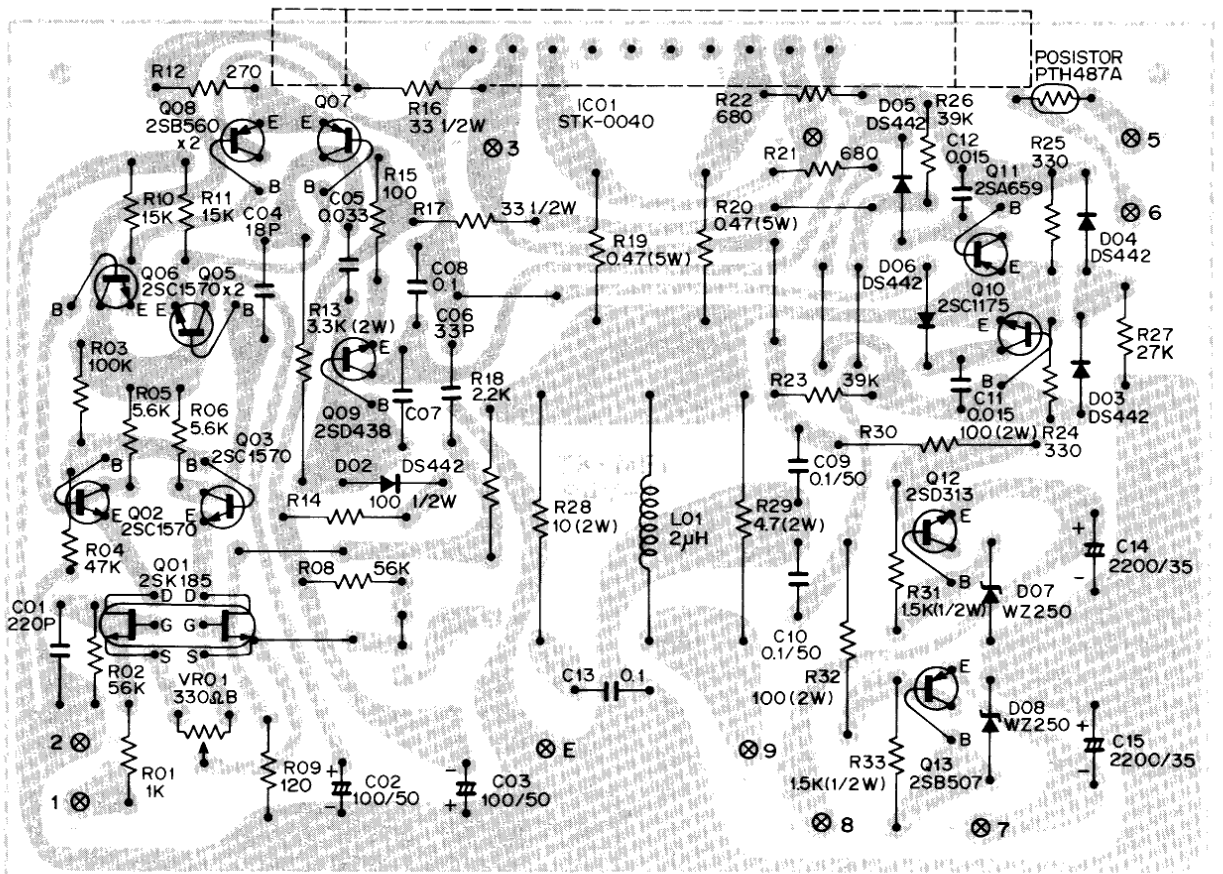 R12
270
Q08
2SB560
x2
Q07
E
E
B
B
R16
33 1/2W
3
IC01
STK-0040
R22
680
D05
DS442
R26
39K
POSISTOR
PTH487A
5
R10
15K
R11
15K
C04
18P
C05
0.033
R15
100
R17
33 1/2W
R21
680
C12
0.015
R25
330
Q11
2SA659
B
E
R20
0.47(5W)
R19
0.47(5W)
6
D04
DS442
Q06
Q05
2SC1570x2
B
E
E
B
C08
0.1
R13
3.3K(2W)
C06
33P
D06
DS442
Q10
2SC1175
E
B
R27
27K
R03
100K
R05
5.6K
R06
5.6K
E
B
Q09
2SD438
C07
R18
2.2K
R23
39K
C11
0.015
D03
DS442
R24
330
100(2W)
R30
Q03
2SC1570
B
E
B
E
Q02
2SC1570
D02
DS442
R14
100
1/2W
C09
0.1/50
Q12
2SD313
E
B
R28
10(2W)
L01
2µH
R29
4.7(2W)
R04
47K
Q01
2SK185
D
D
G
G
S
S
R08
56K
C14
2200/35
+
-
R31
1.5K(1/2W)
D07
WZ250
C01
220P
R02
56K
VR01
330ΩB
C10
0.1/50
C13
0.1
R32
100(2W)
E
B
D08
WZ250
2
E
9
R01
1K
R09
120
C02
100/50
+
-
C03
100/50
-
+
R33
1.5K(1/2W)
Q13
2SB507
C15
2200/35
+
-
1
8
7